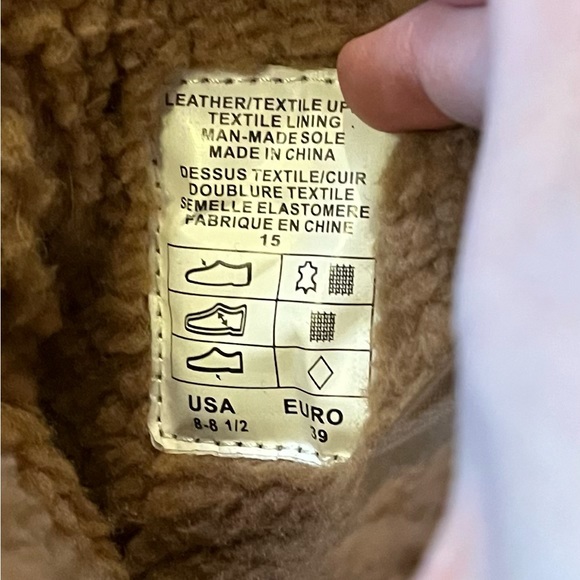 LEATHER/TEXTILE UP
TEXTILE LINING
MAN-MADE SOLE
MADE IN CHINA
DESSUS TEXTILE/CUIR
DOUBLURE TEXTILE
SEMELLE ELASTOMERE
FABRIQUE EN CHINE
15
USA EURO
8-8 1/2 39